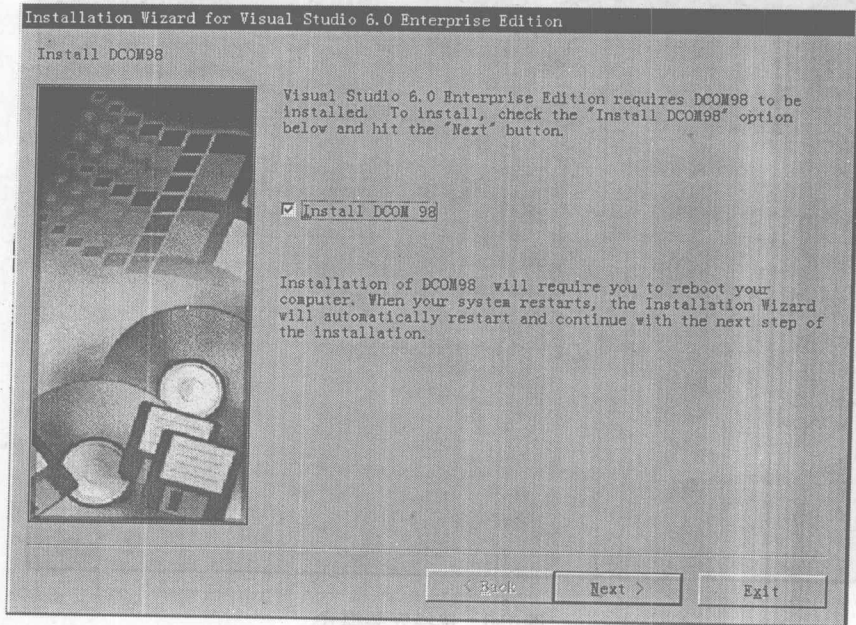 Installation Wizard for Visual Studio 6.0 Enterprise Edition
Install DCOM98
Visual Studio 6.0 Enterprise Edition requires DCOM98 to be
installed.  To install, check the "Install DCOM98" option
below and hit the "Next" button.
Install DCOM 98
Installation of DCOM98  will require you to reboot your
computer. When your system restarts, the Installation Wizard
will automatically restart and continue with the next step of
the installation.
< Back
Next >
Exit